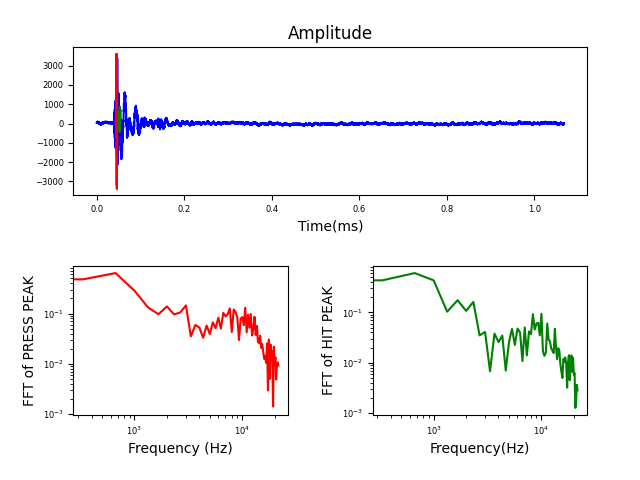 Amplitude
3000
2000
1000
0
−1000
−2000
−3000
0.0 0.2 0.4 0.6 0.8 1.0
Time(ms)
FFT of PRESS PEAK
10⁻¹
10⁻²
10⁻³
10³ 10⁴
Frequency (Hz)
FFT of HIT PEAK
10⁻¹
10⁻²
10⁻³
10³ 10⁴
Frequency(Hz)